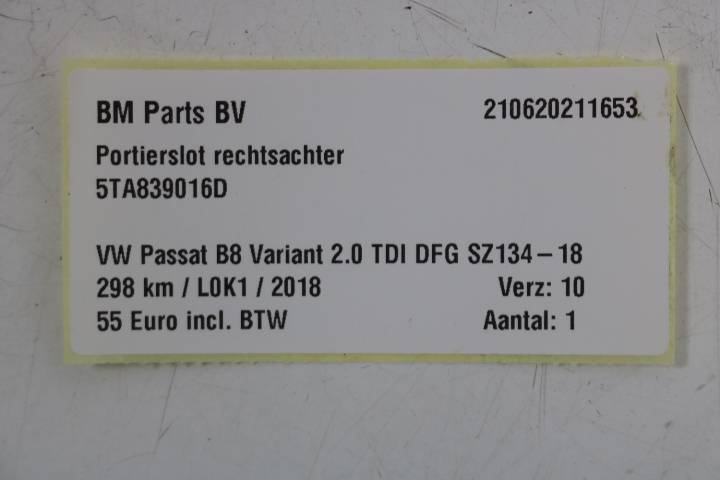 BM Parts BV 210620211653
Portierslot rechtsachter
5TA839016D
VW Passat B8 Variant 2.0 TDI DFG SZ134 – 18
298 km / L0K1 / 2018 Verz: 10
55 Euro incl. BTW Aantal: 1